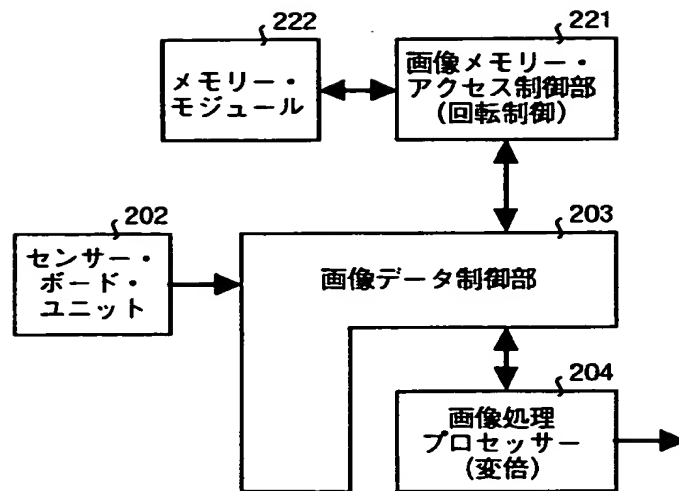 222
メモリー・
モジュール
221
画像メモリー・
アクセス制御部
(回転制御)
202
センサー・
ボード・
ユニット
203
画像データ制御部
204
画像処理
プロセッサー
(変倍)